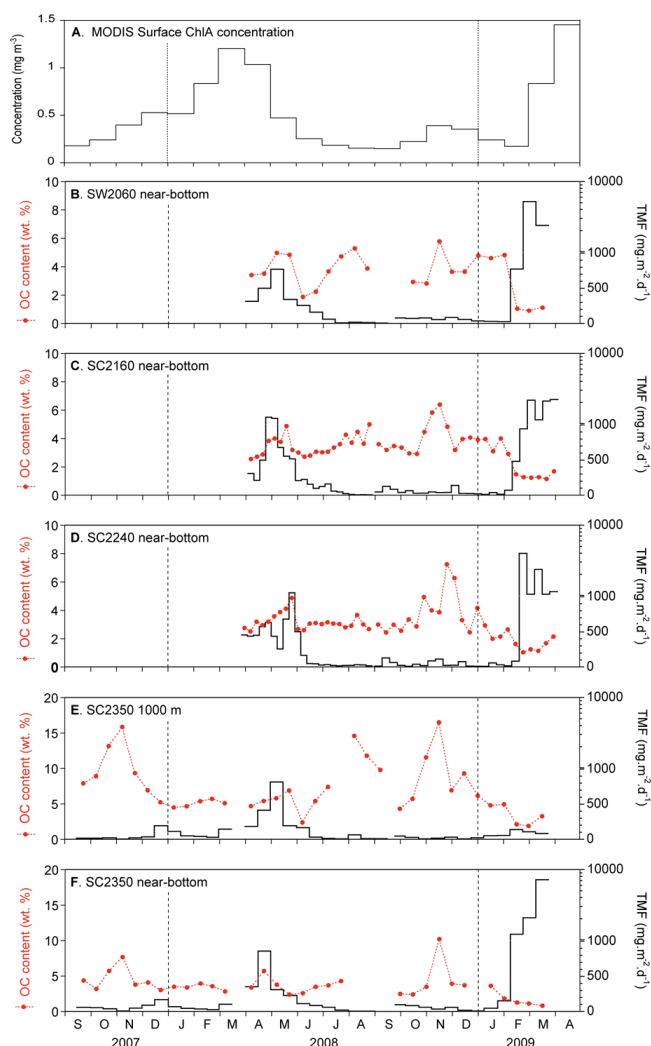 A. MODIS Surface ChlA concentration
Concentration (mg m-3)
1.5
1
0.5
0
B. SW2060 near-bottom
OC content (wt. %)
10
8
6
4
2
0
TMF (mg.m-2.d-1)
10000
1000
500
0
C. SC2160 near-bottom
OC content (wt. %)
10
8
6
4
2
0
TMF (mg.m-2.d-1)
10000
1000
500
0
D. SC2240 near-bottom
OC content (wt. %)
10
8
6
4
2
0
TMF (mg.m-2.d-1)
10000
1000
500
0
E. SC2350 1000 m
OC content (wt. %)
20
15
10
5
0
TMF (mg.m-2.d-1)
10000
1000
500
0
F. SC2350 near-bottom
OC content (wt. %)
20
15
10
5
0
TMF (mg.m-2.d-1)
10000
1000
500
0
S O N D J F M A M J J A S O N D J F M A
2007 2008 2009